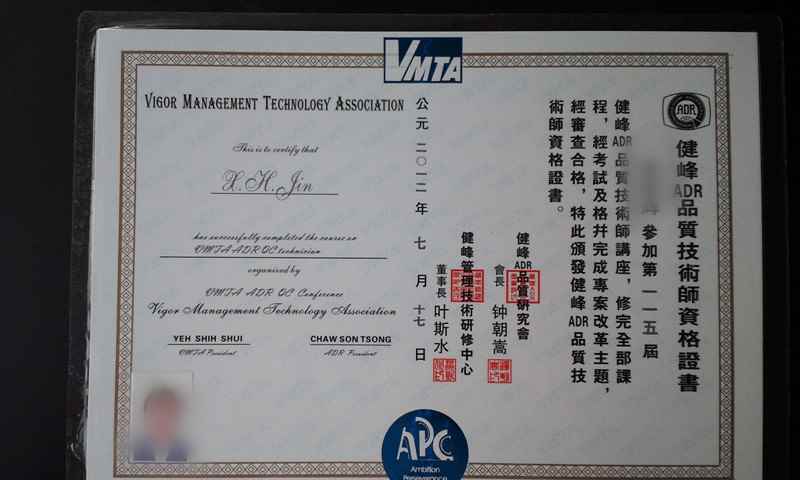 VMTA
VIGOR MANAGEMENT TECHNOLOGY ASSOCIATION
This is to certify that
X.H.Jin
has successfully completed the course on
VMTA ADR QC technician
organized by
VMTA ADR QC Conference
Vigor Management Technology Association
YEH SHIH SHUI
VMTA President
CHAW SON TSONG
ADR President
ADR
健峰ADR品質技術師資格證書
參加第一一五屆
健峰ADR品質技術師講座，修完全部課
程，經考試及格幷完成專案改革主題，
經審查合格，特此頒發健峰ADR品質技
術師資格證書。
健峰ADR品質研究會
會長 钟朝嵩
健峰管理技術研修中心
董事長 叶斯水
公元二〇一二年七月十七日
APC
Ambition
Perseverance